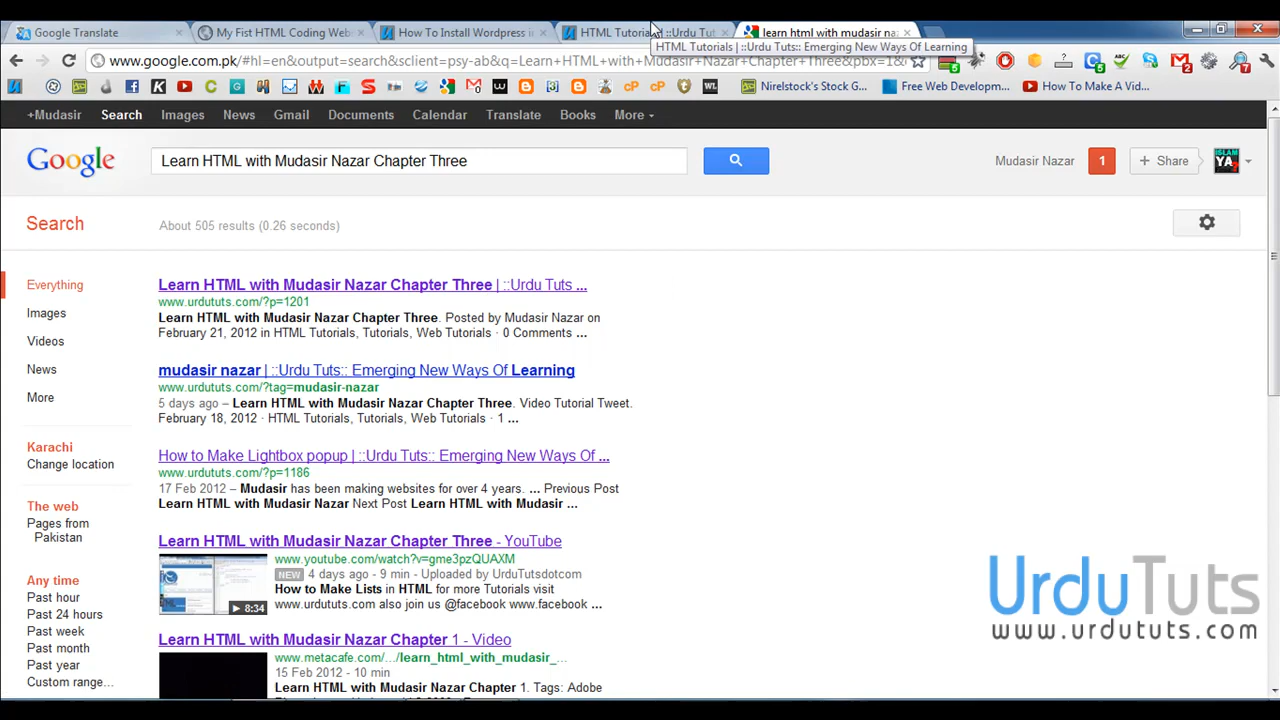 Google Translate
My Fist HTML Coding Web
How To Install Wordpress i
HTML Tutoria
::Urdu Tut
learn html with mudasir na
HTML Tutorials | ::Urdu Tuts:: Emerging New Ways Of Learning
www.google.com.pk/#hl=en&output=search&sclient=psy-ab&q=Learn+HTML+with+Mudasir+Nazar+Chapter+Three&pbx=1&
Nirelstock's Stock G...
Free Web Developm...
How To Make A Vid...
+Mudasir Search Images News Gmail Documents Calendar Translate Books More
Google
Learn HTML with Mudasir Nazar Chapter Three
Mudasir Nazar 1 + Share
ISLAM
YA?
Search
About 505 results (0.26 seconds)
Everything
Images
Videos
News
More
Karachi
Change location
The web
Pages from
Pakistan
Any time
Past hour
Past 24 hours
Past week
Past month
Past year
Custom range...
Learn HTML with Mudasir Nazar Chapter Three | ::Urdu Tuts ...
www.urdututs.com/?p=1201
Learn HTML with Mudasir Nazar Chapter Three. Posted by Mudasir Nazar on
February 21, 2012 in HTML Tutorials, Tutorials, Web Tutorials · 0 Comments ...
mudasir nazar | ::Urdu Tuts:: Emerging New Ways Of Learning
www.urdututs.com/?tag=mudasir-nazar
5 days ago – Learn HTML with Mudasir Nazar Chapter Three. Video Tutorial Tweet.
February 18, 2012 · HTML Tutorials, Tutorials, Web Tutorials · 1 ...
How to Make Lightbox popup | ::Urdu Tuts:: Emerging New Ways Of ...
www.urdututs.com/?p=1186
17 Feb 2012 – Mudasir has been making websites for over 4 years. ... Previous Post
Learn HTML with Mudasir Nazar Next Post Learn HTML with Mudasir ...
Learn HTML with Mudasir Nazar Chapter Three - YouTube
www.youtube.com/watch?v=gme3pzQUAXM
NEW 4 days ago - 9 min - Uploaded by UrduTutsdotcom
How to Make Lists in HTML for more Tutorials visit
www.urdututs.com also join us @facebook www.facebook ...
8:34
Learn HTML with Mudasir Nazar Chapter 1 - Video
www.metacafe.com/.../learn_html_with_mudasir_...
15 Feb 2012 - 10 min
Learn HTML with Mudasir Nazar Chapter 1. Tags: Adobe
UrduTuts
www.urdututs.com